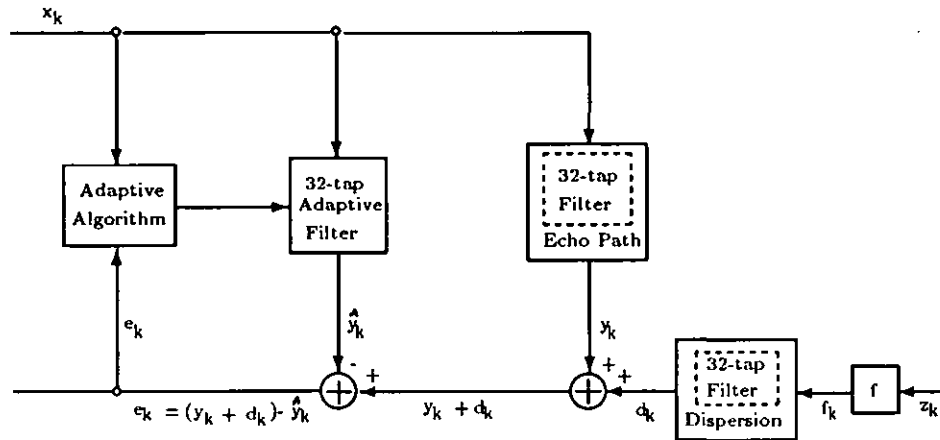 x_k
Adaptive
Algorithm
32-tap
Adaptive
Filter
32-tap
Filter
Echo Path
e_k
ŷ_k
y_k
-
+
+
+
e_k = (y_k + d_k) - ŷ_k
y_k + d_k
d_k
32-tap
Filter
Dispersion
f_k
f
z_k